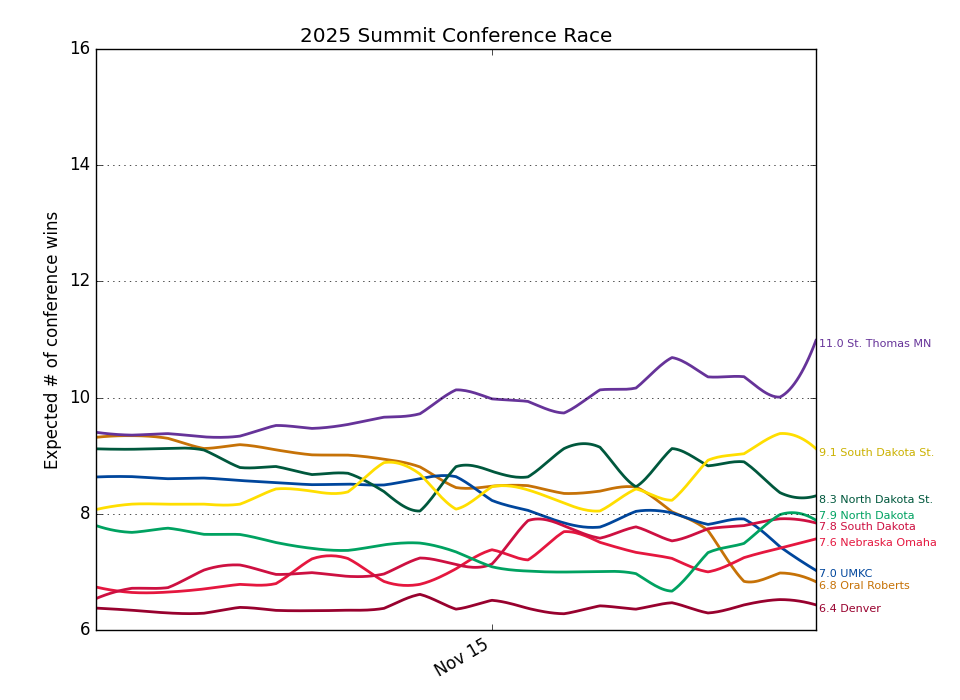 2025 Summit Conference Race
Expected # of conference wins
16
14
12
10
8
6
Nov 15
11.0 St. Thomas MN
9.1 South Dakota St.
8.3 North Dakota St.
7.9 North Dakota
7.8 South Dakota
7.6 Nebraska Omaha
7.0 UMKC
6.8 Oral Roberts
6.4 Denver